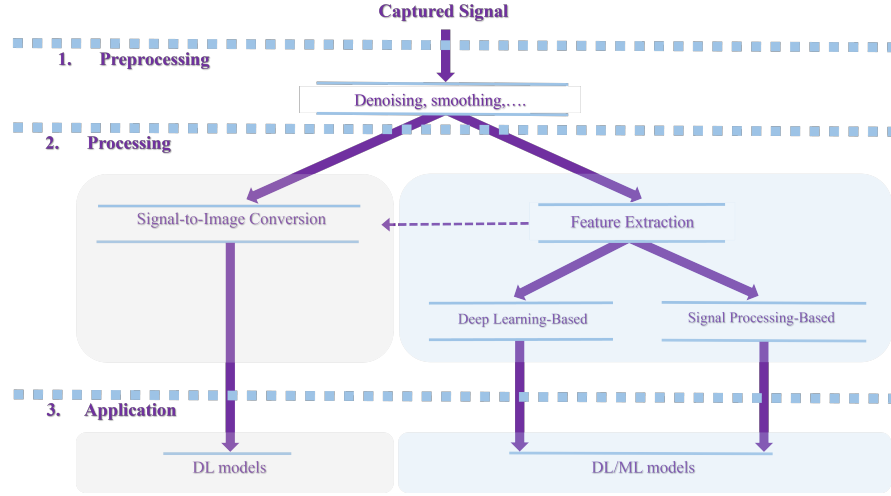 Captured Signal
1. Preprocessing
Denoising, smoothing,....
2. Processing
Signal-to-Image Conversion
Feature Extraction
Deep Learning-Based
Signal Processing-Based
3. Application
DL models
DL/ML models